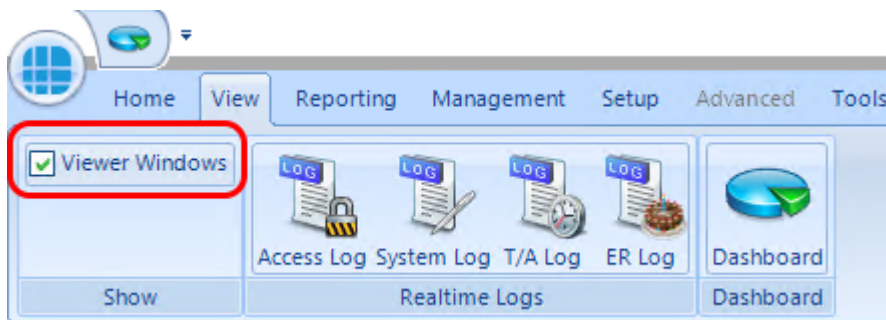 Home View Reporting Management Setup Advanced Tools
Viewer Windows
LOG LOG LOG LOG
Access Log System Log T/A Log ER Log Dashboard
Show Realtime Logs Dashboard